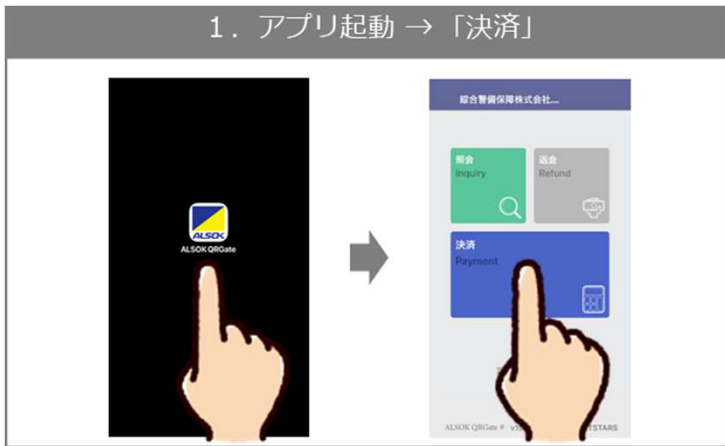 1．アプリ起動 → 「決済」
ALSOK
ALSOK QRGate
綜合警備保障株式会社...
照会
Inquiry
返金
Refund
決済
Payment
ALSOK QRGate ®
TSTARS